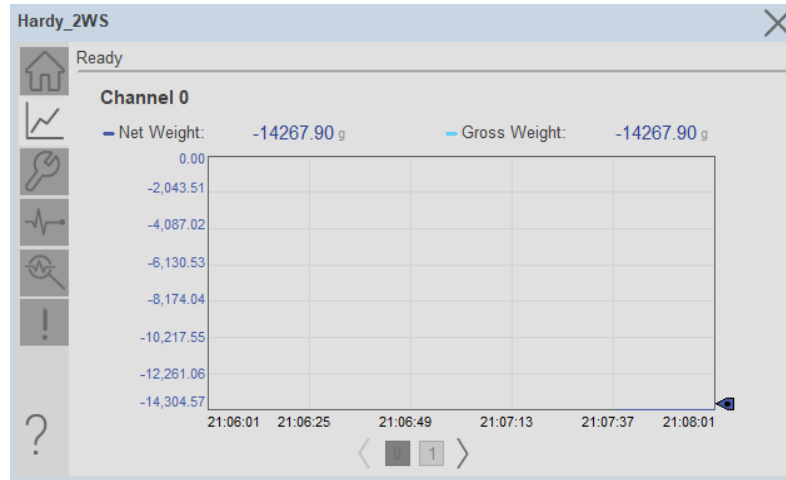 Hardy_2WS
Ready
Channel 0
Net Weight: -14267.90 g Gross Weight: -14267.90 g
0.00
-2,043.51
-4,087.02
-6,130.53
-8,174.04
-10,217.55
-12,261.06
-14,304.57
21:06:01 21:06:25 21:06:49 21:07:13 21:07:37 21:08:01
0 1
?